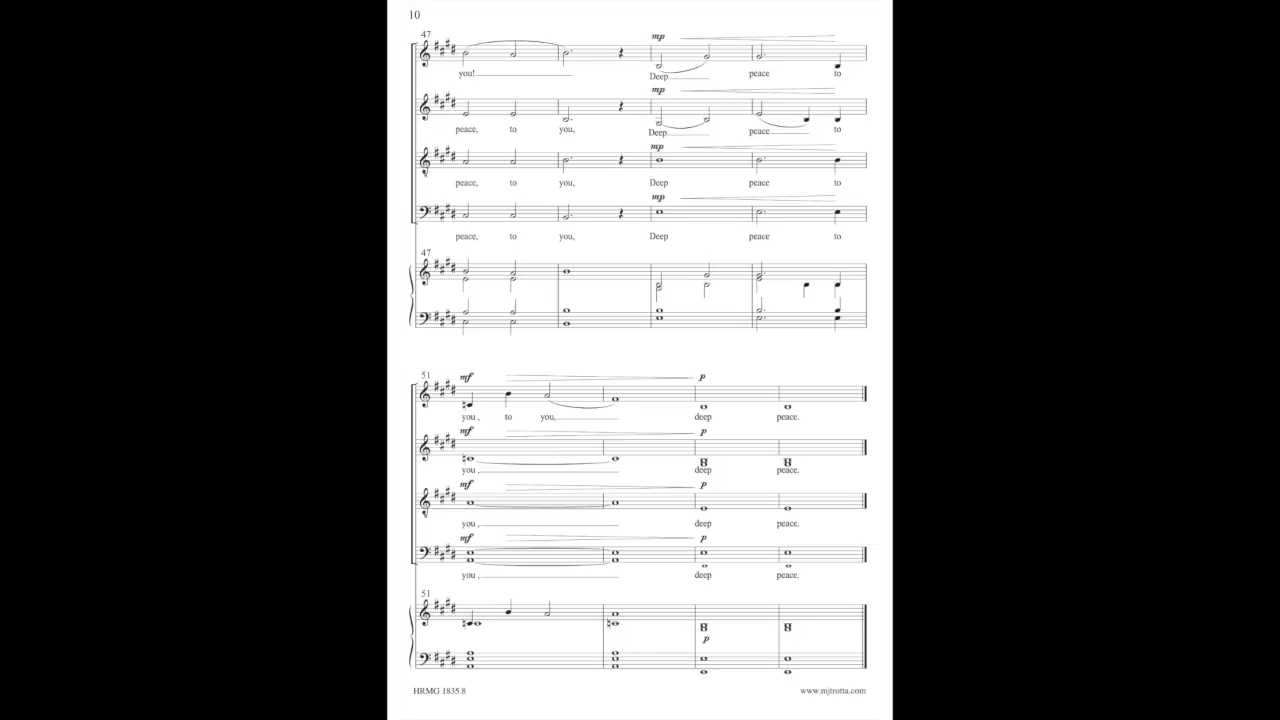 10
47
mp
you! Deep peace to
mp
peace, to you, Deep peace to
mp
peace, to you, Deep peace to
mp
peace, to you, Deep peace to
47
51
mf p
you , to you, deep peace.
mf p
you , deep peace.
mf p
you , deep peace.
mf p
you , deep peace.
51
p
HRMG 1835.8 www.mjtrotta.com